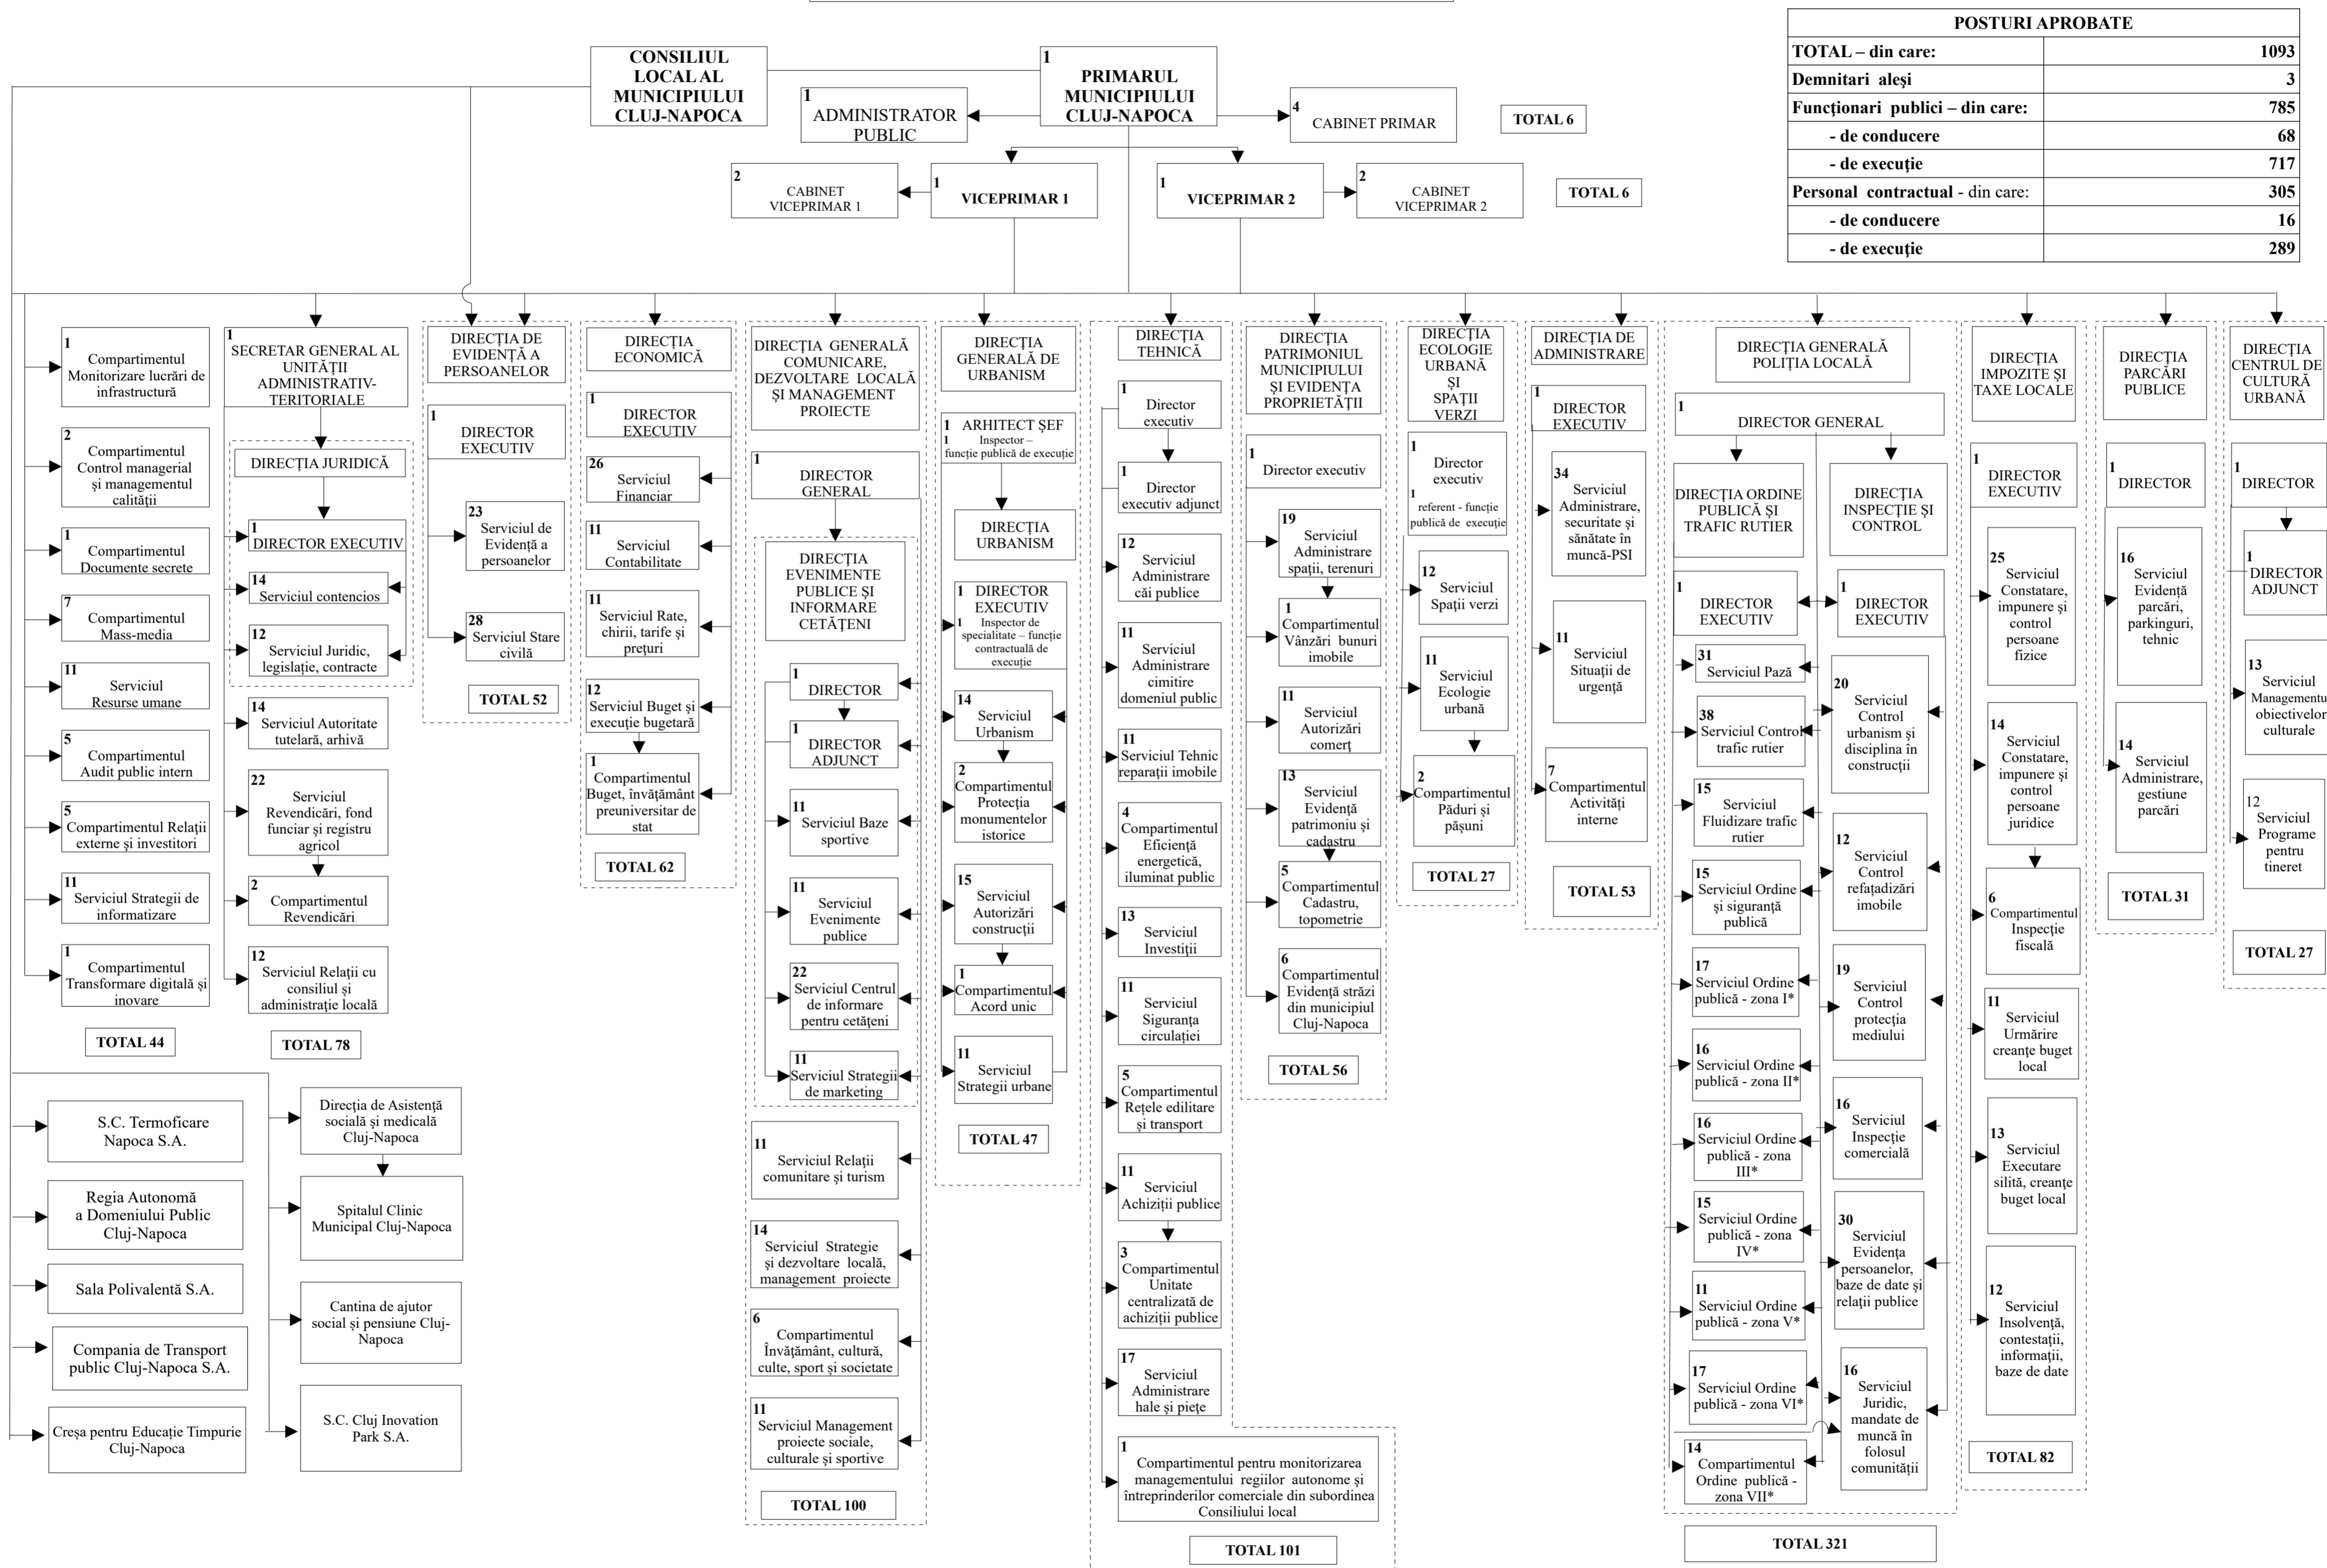 POSTURI APROBATE
TOTAL – din care: 1093
Demnitari aleşi 3
Funcţionari publici – din care: 785
- de conducere 68
- de execuţie 717
Personal contractual - din care: 305
- de conducere 16
- de execuţie 289
CONSILIUL
LOCAL AL
MUNICIPIULUI
CLUJ-NAPOCA
1
PRIMARUL
MUNICIPIULUI
CLUJ-NAPOCA
1
ADMINISTRATOR
PUBLIC
4
CABINET PRIMAR
TOTAL 6
2
CABINET
VICEPRIMAR 1
1
VICEPRIMAR 1
1
VICEPRIMAR 2
2
CABINET
VICEPRIMAR 2
TOTAL 6
1
Compartimentul
Monitorizare lucrări de
infrastructură
2
Compartimentul
Control managerial
şi managementul
calităţii
1
Compartimentul
Documente secrete
7
Compartimentul
Mass-media
11
Serviciul
Resurse umane
5
Compartimentul
Audit public intern
5
Compartimentul Relaţii
externe şi investitori
11
Serviciul Strategii de
informatizare
1
Compartimentul
Transformare digitală şi
inovare
TOTAL 44
1
SECRETAR GENERAL AL
UNITĂŢII
ADMINISTRATIV-
TERITORIALE
DIRECŢIA JURIDICĂ
1
DIRECTOR EXECUTIV
14
Serviciul contencios
12
Serviciul Juridic,
legislaţie, contracte
14
Serviciul Autoritate
tutelară, arhivă
22
Serviciul
Revendicări, fond
funciar şi registru
agricol
2
Compartimentul
Revendicări
12
Serviciul Relaţii cu
consiliul şi
administraţie locală
TOTAL 78
DIRECŢIA DE
EVIDENŢĂ A
PERSOANELOR
1
DIRECTOR
EXECUTIV
23
Serviciul de
Evidenţă a
persoanelor
28
Serviciul Stare
civilă
TOTAL 52
DIRECŢIA
ECONOMICĂ
1
DIRECTOR
EXECUTIV
26
Serviciul
Financiar
11
Serviciul
Contabilitate
11
Serviciul Rate,
chirii, tarife şi
preţuri
12
Serviciul Buget şi
execuţie bugetară
1
Compartimentul
Buget, învăţământ
preuniversitar de
stat
TOTAL 62
DIRECŢIA GENERALĂ
COMUNICARE,
DEZVOLTARE LOCALĂ
ŞI MANAGEMENT
PROIECTE
1
DIRECTOR
GENERAL
DIRECŢIA
EVENIMENTE
PUBLICE ŞI
INFORMARE
CETĂŢENI
1
DIRECTOR
1
DIRECTOR
ADJUNCT
11
Serviciul Baze
sportive
11
Serviciul
Evenimente
publice
22
Serviciul Centrul
de informare
pentru cetăţeni
11
Serviciul Strategii
de marketing
11
Serviciul Relaţii
comunitare şi turism
14
Serviciul Strategie
şi dezvoltare locală,
management proiecte
6
Compartimentul
Învăţământ, cultură,
culte, sport şi societate
11
Serviciul Management
proiecte sociale,
culturale şi sportive
TOTAL 100
DIRECŢIA
GENERALĂ DE
URBANISM
1 ARHITECT ŞEF
1 Inspector –
funcţie publică de execuţie
DIRECŢIA
URBANISM
1 DIRECTOR
EXECUTIV
1 Inspector de
specialitate – funcţie
contractuală de
execuţie
14
Serviciul
Urbanism
2
Compartimentul
Protecţia
monumentelor
istorice
15
Serviciul
Autorizări
construcţii
1
Compartimentul
Acord unic
11
Serviciul
Strategii urbane
TOTAL 47
DIRECŢIA
TEHNICĂ
1
Director
executiv
1
Director
executiv adjunct
12
Serviciul
Administrare
căi publice
11
Serviciul
Administrare
cimitire
domeniul public
11
Serviciul Tehnic
reparaţii imobile
4
Compartimentul
Eficienţă
energetică,
iluminat public
13
Serviciul
Investiţii
11
Serviciul
Siguranţa
circulaţiei
5
Compartimentul
Reţele edilitare
şi transport
11
Serviciul
Achiziţii publice
3
Compartimentul
Unitate
centralizată de
achiziţii publice
17
Serviciul
Administrare
hale şi pieţe
1
Compartimentul pentru monitorizarea
managementului regiilor autonome şi
întreprinderilor comerciale din subordinea
Consiliului local
TOTAL 101
DIRECŢIA
PATRIMONIUL
MUNICIPIULUI
ŞI EVIDENŢA
PROPRIETĂŢII
1
Director executiv
19
Serviciul
Administrare
spaţii, terenuri
1
Compartimentul
Vânzări bunuri
imobile
11
Serviciul
Autorizări
comerţ
13
Serviciul
Evidenţă
patrimoniu şi
cadastru
5
Compartimentul
Cadastru,
topometrie
6
Compartimentul
Evidenţă străzi
din municipiul
Cluj-Napoca
TOTAL 56
DIRECŢIA
ECOLOGIE
URBANĂ
ŞI
SPAŢII
VERZI
1
Director
executiv
1
referent - funcţie
publică de execuţie
12
Serviciul
Spaţii verzi
11
Serviciul
Ecologie
urbană
2
Compartimentul
Păduri şi
păşuni
TOTAL 27
DIRECŢIA DE
ADMINISTRARE
1
DIRECTOR
EXECUTIV
34
Serviciul
Administrare,
securitate şi
sănătate în
muncă-PSI
11
Serviciul
Situaţii de
urgenţă
7
Compartimentul
Activităţi
interne
TOTAL 53
DIRECŢIA GENERALĂ
POLIŢIA LOCALĂ
1
DIRECTOR GENERAL
DIRECŢIA ORDINE
PUBLICĂ ŞI
TRAFIC RUTIER
1
DIRECTOR
EXECUTIV
31
Serviciul Pază
38
Serviciul Control
trafic rutier
15
Serviciul
Fluidizare trafic
rutier
15
Serviciul Ordine
şi siguranţă
publică
17
Serviciul Ordine
publică - zona I*
16
Serviciul Ordine
publică - zona II*
16
Serviciul Ordine
publică - zona
III*
15
Serviciul Ordine
publică - zona
IV*
11
Serviciul Ordine
publică - zona V*
17
Serviciul Ordine
publică - zona VI*
14
Compartimentul
Ordine publică -
zona VII*
DIRECŢIA
INSPECŢIE ŞI
CONTROL
1
DIRECTOR
EXECUTIV
20
Serviciul
Control
urbanism şi
disciplina în
construcţii
12
Serviciul
Control
refaţadizări
imobile
19
Serviciul
Control
protecţia
mediului
16
Serviciul
Inspecţie
comercială
30
Serviciul
Evidenţa
persoanelor,
baze de date şi
relaţii publice
16
Serviciul
Juridic,
mandate de
muncă în
folosul
comunităţii
TOTAL 321
DIRECŢIA
IMPOZITE ŞI
TAXE LOCALE
1
DIRECTOR
EXECUTIV
25
Serviciul
Constatare,
impunere şi
control
persoane
fizice
14
Serviciul
Constatare,
impunere şi
control
persoane
juridice
6
Compartimentul
Inspecţie
fiscală
11
Serviciul
Urmărire
creanţe buget
local
13
Serviciul
Executare
silită, creanţe
buget local
12
Serviciul
Insolvenţă,
contestaţii,
informaţii,
baze de date
TOTAL 82
DIRECŢIA
PARCĂRI
PUBLICE
1
DIRECTOR
16
Serviciul
Evidenţă
parcări,
parkinguri,
tehnic
14
Serviciul
Administrare,
gestiune
parcări
TOTAL 31
DIRECŢIA
CENTRUL DE
CULTURĂ
URBANĂ
1
DIRECTOR
1
DIRECTOR
ADJUNCT
13
Serviciul
Managementu
obiectivelor
culturale
12
Serviciul
Programe
pentru
tineret
TOTAL 27
S.C. Termoficare
Napoca S.A.
Regia Autonomă
a Domeniului Public
Cluj-Napoca
Sala Polivalentă S.A.
Compania de Transport
public Cluj-Napoca S.A.
Creşa pentru Educaţie Timpurie
Cluj-Napoca
Direcţia de Asistenţă
socială şi medicală
Cluj-Napoca
Spitalul Clinic
Municipal Cluj-Napoca
Cantina de ajutor
social şi pensiune Cluj-
Napoca
S.C. Cluj Inovation
Park S.A.